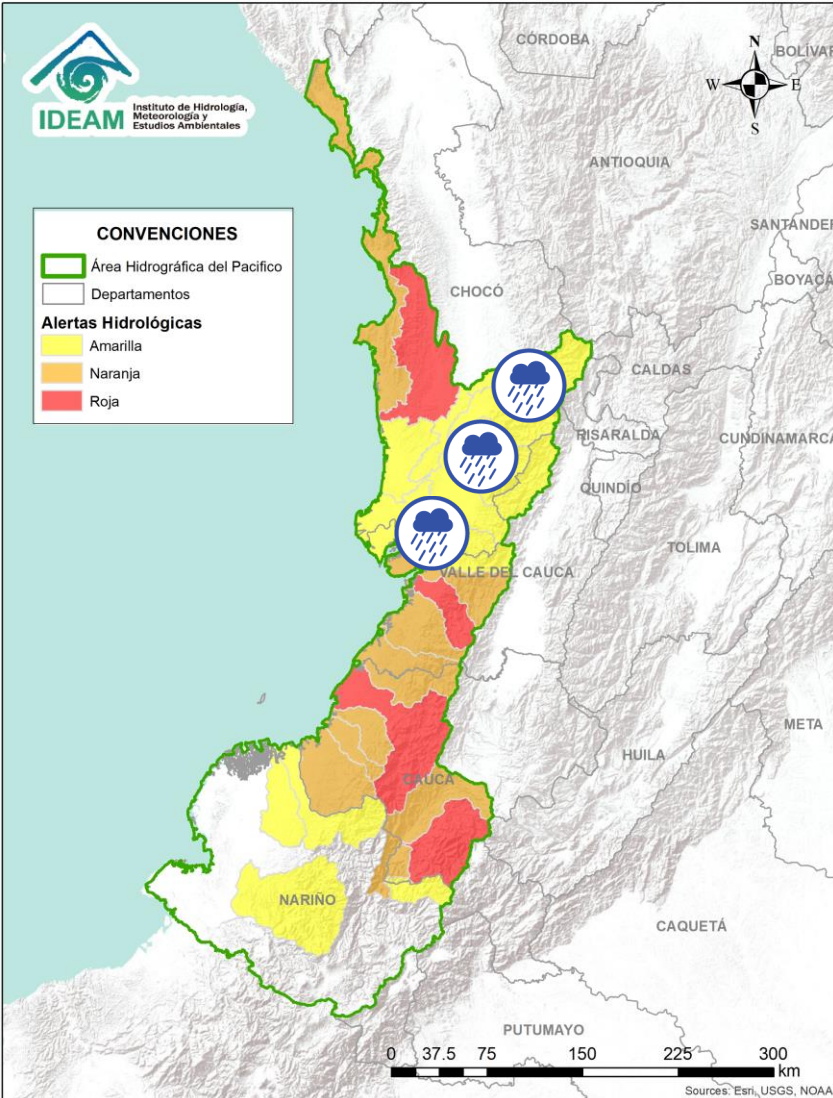 IDEAM
Instituto de Hidrología,
Meteorología y
Estudios Ambientales
CÓRDOBA
N
BOLÍVAR
W
E
S
ANTIOQUIA
CONVENCIONES
Área Hidrográfica del Pacifico
Departamentos
Alertas Hidrológicas
Amarilla
Naranja
Roja
SANTANDER
BOYACÁ
CHOCÓ
CALDAS
RISARALDA
CUNDINAMARCA
QUINDÍO
TOLIMA
VALLE DEL CAUCA
META
HUILA
CAUCA
NARIÑO
CAQUETÁ
PUTUMAYO
0 37.5 75 150 225 300
km
Sources: Esri, USGS, NOAA